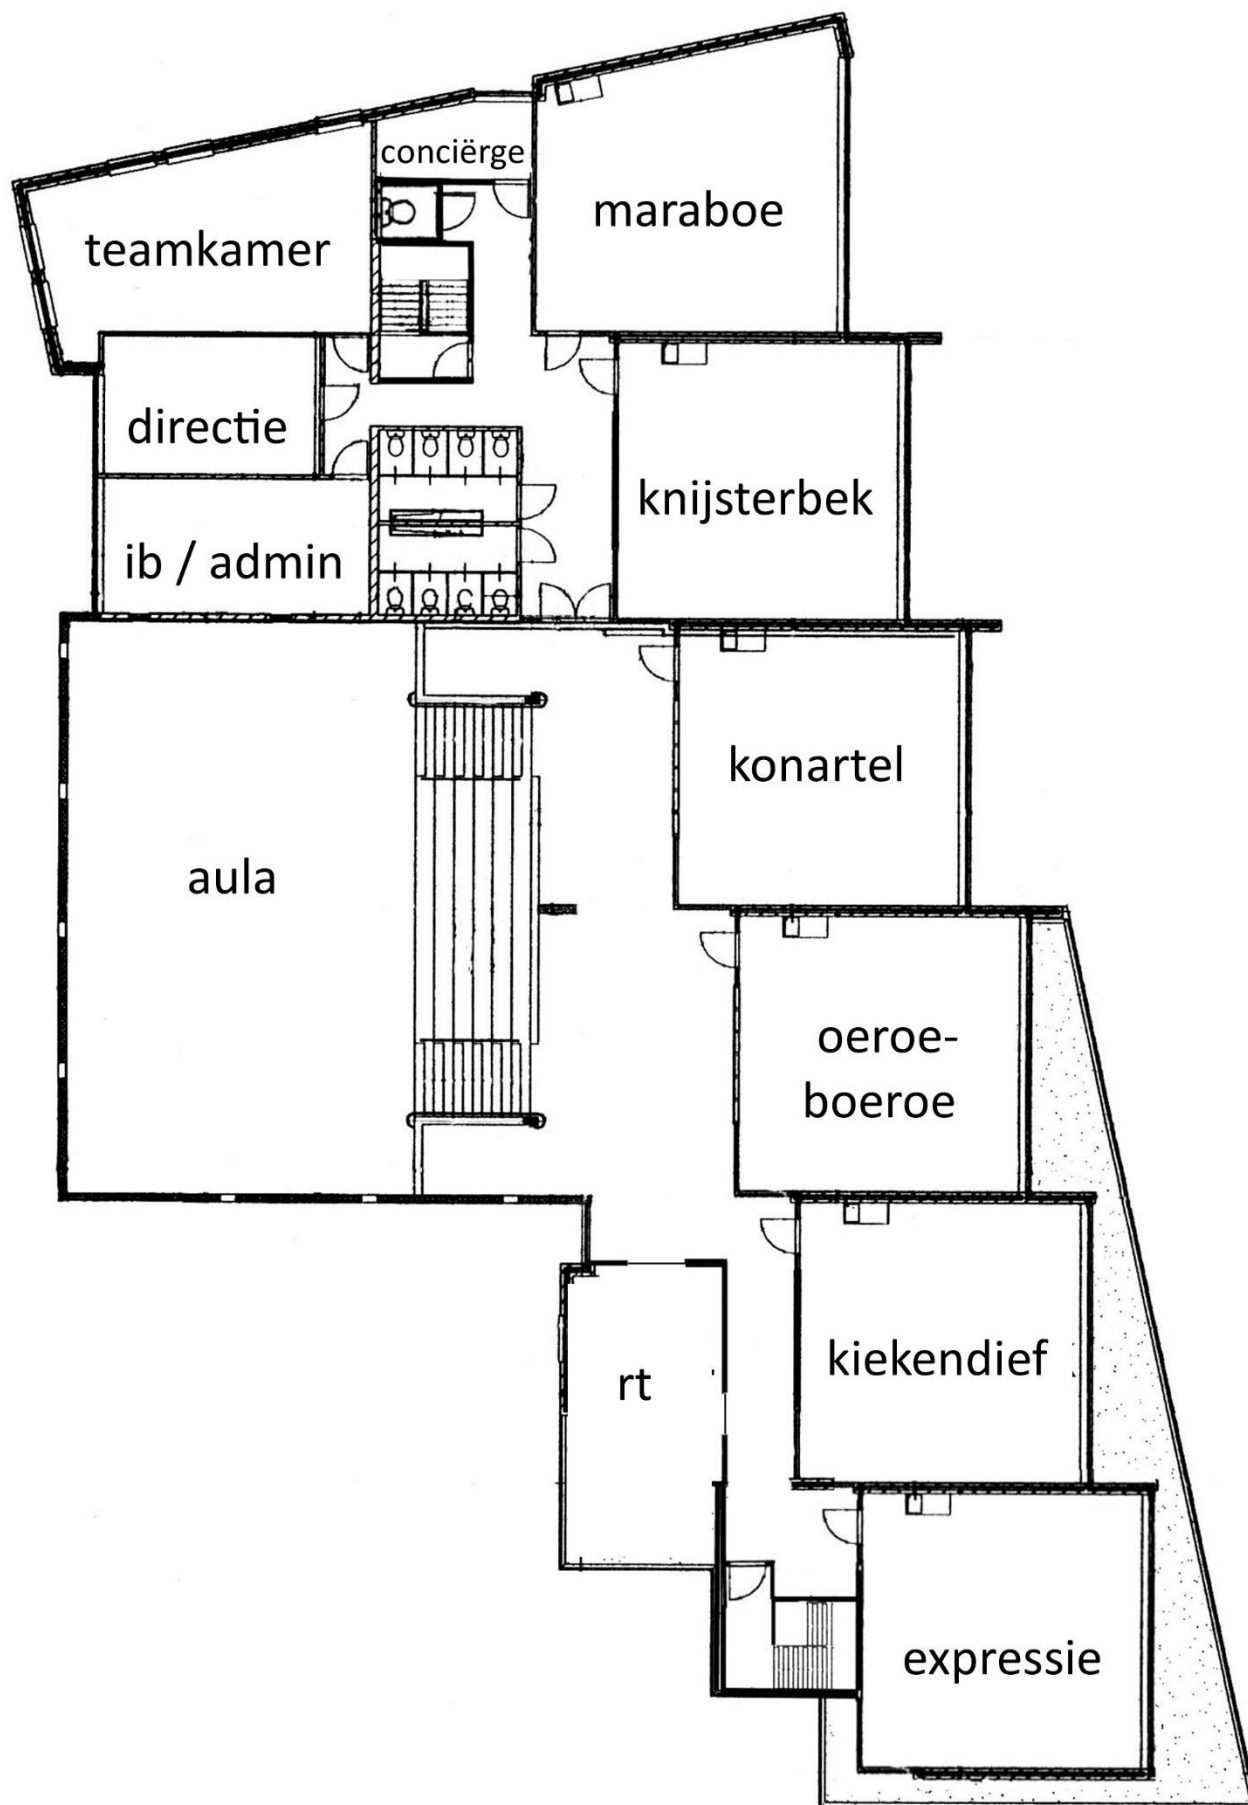 conciërge
maraboe
teamkamer
directie
knijsterbek
ib / admin
konartel
aula
oeroe-
boeroe
kiekendief
rt
expressie